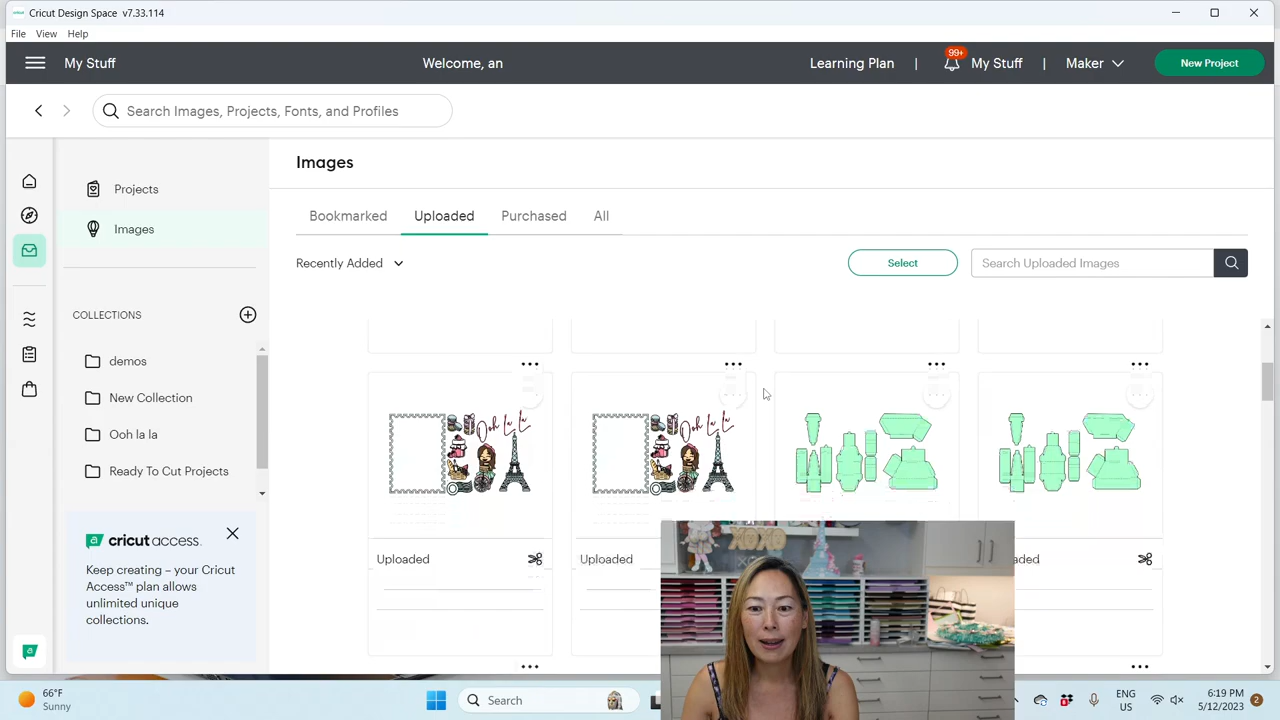 Cricut Design Space v7.33.114
File View Help
My Stuff
Welcome, an
Learning Plan | 99+ My Stuff | Maker
New Project
Search Images, Projects, Fonts, and Profiles
Projects
Images
COLLECTIONS
demos
New Collection
Ooh la la
Ready To Cut Projects
cricut access.
Keep creating – your Cricut
Access™ plan allows
unlimited unique
collections.
Images
Bookmarked Uploaded Purchased All
Recently Added
Select
Search Uploaded Images
Ooh La La
Ooh La La
Uploaded
Uploaded
aded
XOXO
66°F
Sunny
Search
ENG
US
6:19 PM
5/12/2023
2